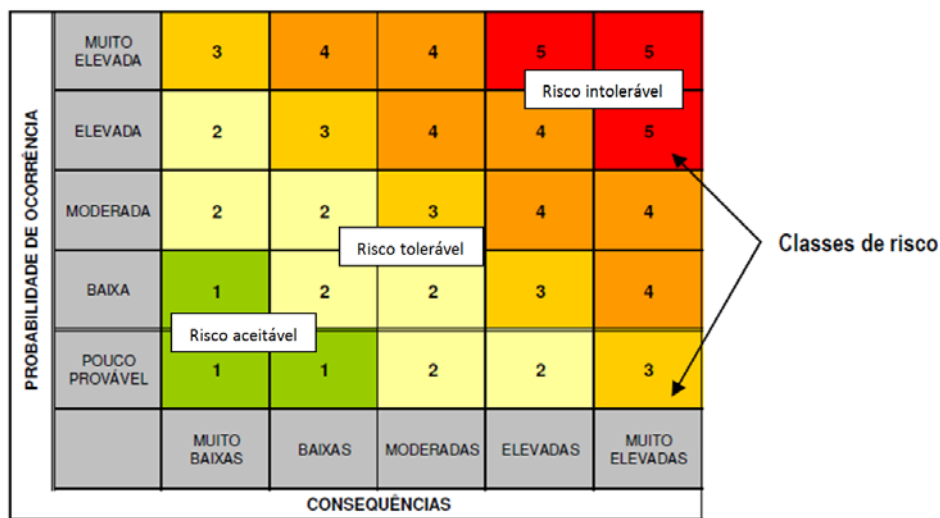 PROBABILIDADE DE OCORRÊNCIA
MUITO
ELEVADA
3 4 4 5 5
Risco intolerável
ELEVADA 2 3 4 4 5
MODERADA 2 2 3 4 4
Risco tolerável
Classes de risco
BAIXA 1 2 2 3 4
Risco aceitável
POUCO
PROVÁVEL
1 1 2 2 3
MUITO
BAIXAS
BAIXAS
MODERADAS
ELEVADAS
MUITO
ELEVADAS
CONSEQUÊNCIAS